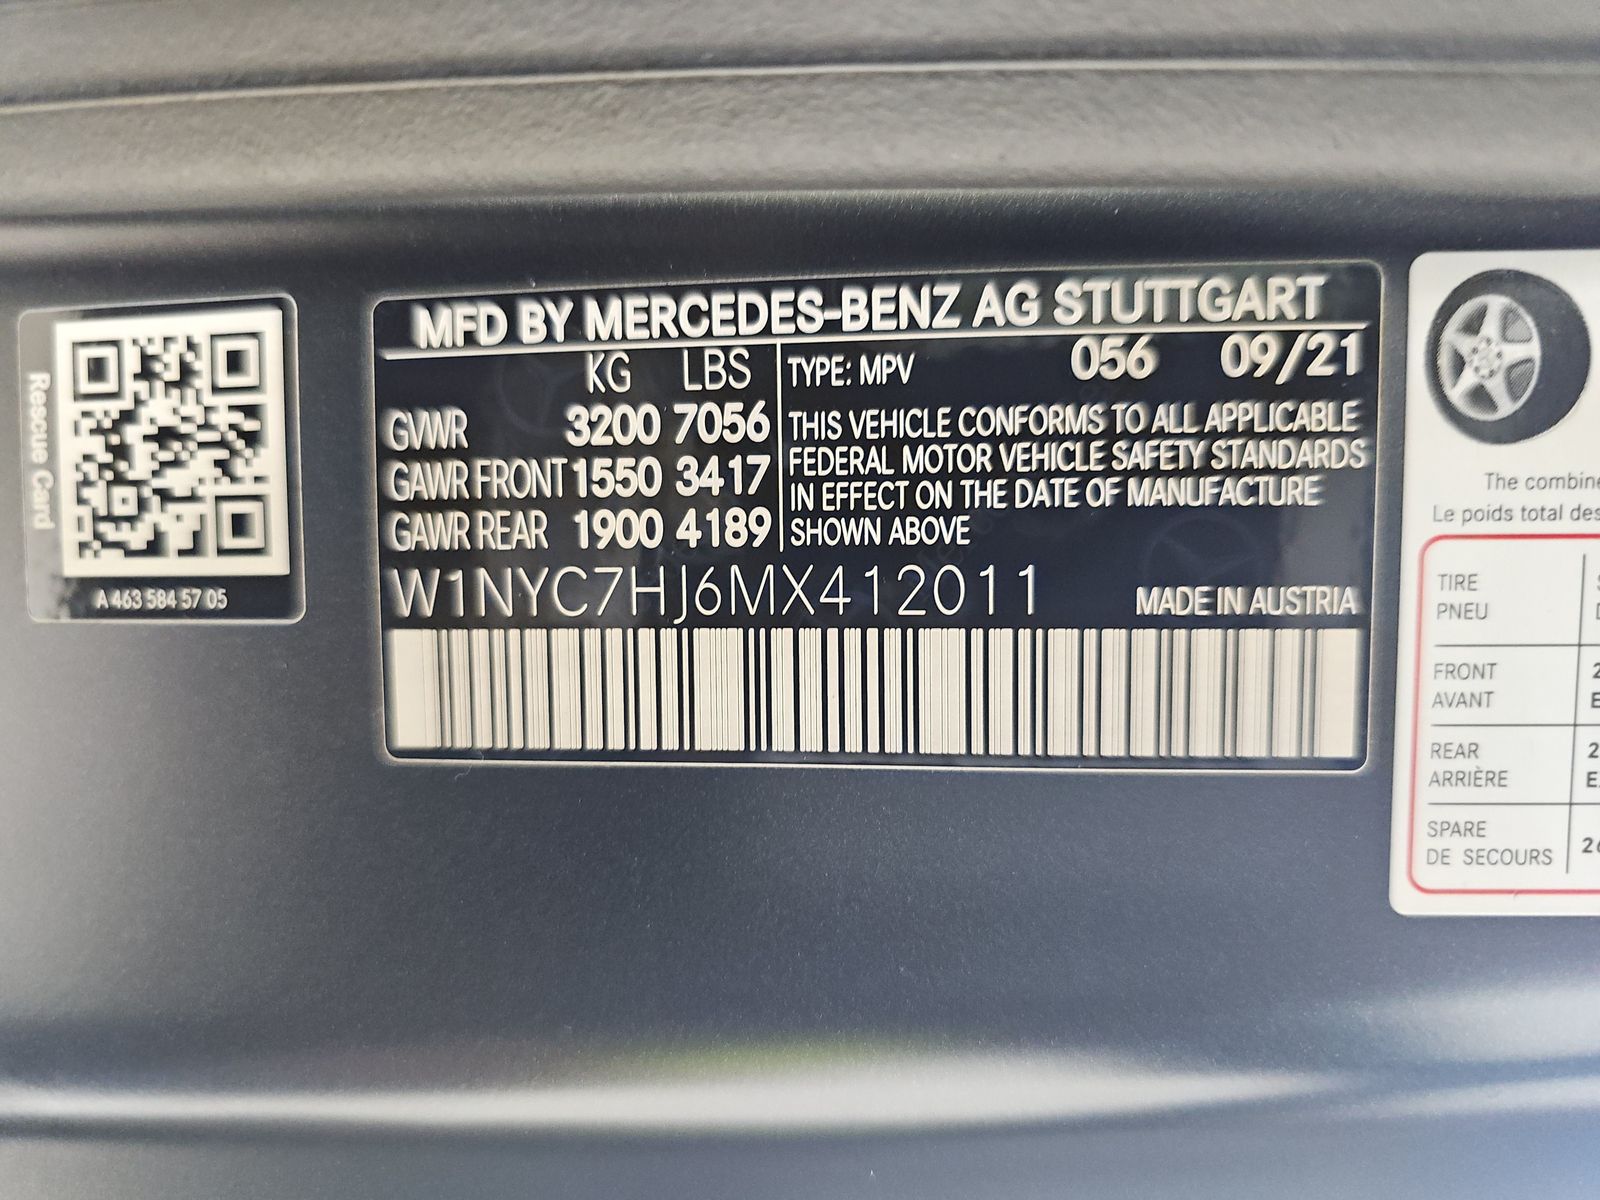 Rescue Card
A 463 584 57 05
MFD BY MERCEDES-BENZ AG STUTTGART
KG LBS
GVWR 3200 7056
GAWR FRONT 1550 3417
GAWR REAR 1900 4189
TYPE: MPV 056 09/21
THIS VEHICLE CONFORMS TO ALL APPLICABLE
FEDERAL MOTOR VEHICLE SAFETY STANDARDS
IN EFFECT ON THE DATE OF MANUFACTURE
SHOWN ABOVE
W1NYC7HJ6MX412011 MADE IN AUSTRIA
The
Le poids total
TIRE
PNEU
FRONT
AVANT
REAR
ARRIÈRE
SPARE
DE SECOURS